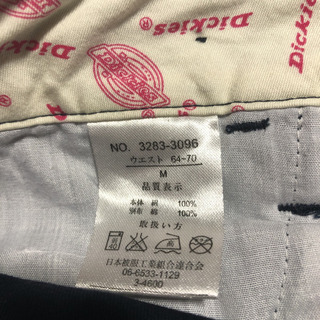 Dickies
Dickies
Dickies
Dickies
NO. 3283-3096
ウエスト 64-70
M
品質表示
本体 綿 100%
別布 綿 100%
取扱い方
日本被服工業組合連合会
06-6533-1129
3-4600